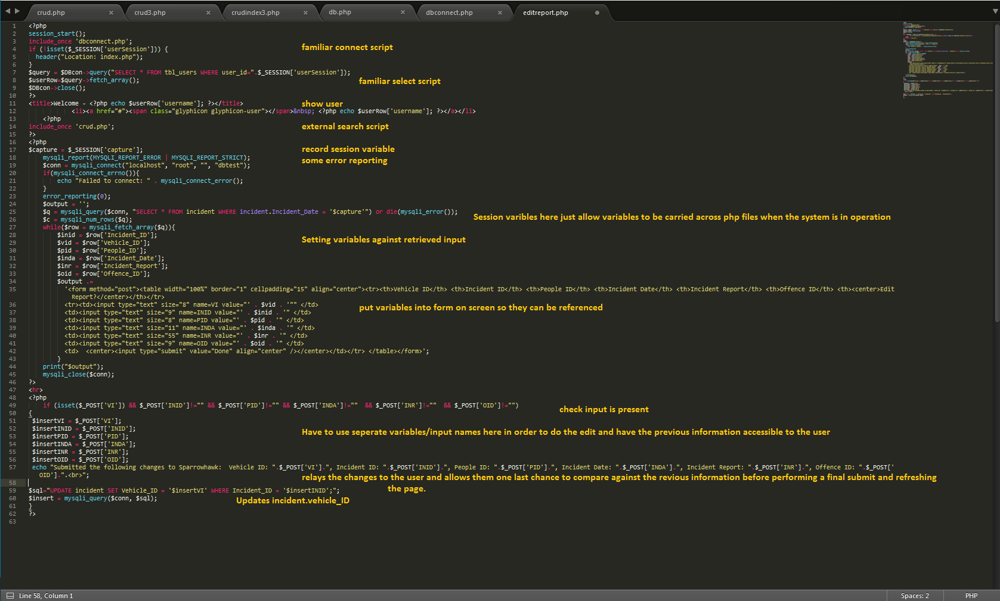 crud.php × crud3.php × crudindex3.php × db.php × dbconnect.php × editreport.php
1 <?php
2 session_start();
3 include_once 'dbconnect.php';
4 if (!isset($_SESSION['userSession'])) {
familiar connect script
5 header("Location: index.php");
6 }
7 $query = $DBcon->query("SELECT * FROM tbl_users WHERE user_id=".$_SESSION['userSession']);
8 $userRow=$query->fetch_array();
familiar select script
9 $DBcon->close();
10 ?>
11 <title>Welcome - <?php echo $userRow['username']; ?></title>
show user
12 <li><a href="#"><span class="glyphicon glyphicon-user"></span>&nbsp; <?php echo $userRow['username']; ?></a></li>
13 <?php
14 include_once 'crud.php';
external search script
15 ?>
16 <?php
17 $capture = $_SESSION['capture'];
record session variable
18 mysqli_report(MYSQLI_REPORT_ERROR | MYSQLI_REPORT_STRICT);
some error reporting
19 $conn = mysqli_connect("localhost", "root", "", "dbtest");
20 if(mysqli_connect_errno()){
21 echo "Failed to connect: " . mysqli_connect_error();
22 }
23 error_reporting(0);
24 $output = '';
25 $q = mysqli_query($conn, "SELECT * FROM incident WHERE incident.Incident_Date = '$capture'") or die(mysqli_error());
Session varibles here just allow variables to be carried across php files when the system is in operation
26 $c = mysqli_num_rows($q);
27 while($row = mysqli_fetch_array($q)){
28 $inid = $row['Incident_ID'];
29 $vid = $row['Vehicle_ID'];
Setting variables against retrieved input
30 $pid = $row['People_ID'];
31 $inda = $row['Incident_Date'];
32 $inr = $row['Incident_Report'];
33 $oid = $row['Offence_ID'];
34 $output .=
35 '<form method="post"><table width="100%" border="1" cellpadding="15" align="center"><tr><th>Vehicle ID</th> <th>Incident ID</th> <th>People ID</th> <th>Incident Date</th> <th>Incident Report</th> <th>Offence ID</th> <th><center>Edit
Report?</center></th></tr>
36 <tr><td><input type="text" size="8" name=VI value="' . $vid . '"" </td>
put variables into form on screen so they can be referenced
37 <td><input type="text" size="9" name=INID value="' . $inid . '" </td>
38 <td><input type="text" size="8" name=PID value="' . $pid . '" </td>
39 <td><input type="text" size="11" name=INDA value="' . $inda . '" </td>
40 <td><input type="text" size="55" name=INR value="' . $inr . '" </td>
41 <td><input type="text" size="9" name=OID value="' . $oid . '" </td>
42 <td> <center><input type="submit" value="Done" align="center" /></center></td></tr> </table></form>';
43 }
44 print("$output");
45 mysqli_close($conn);
46 ?>
47 <hr>
48 <?php
49 if (isset($_POST['VI']) && $_POST['INID']!="" && $_POST['PID']!="" && $_POST['INDA']!="" && $_POST['INR']!="" && $_POST['OID']!="")
check input is present
50 {
51 $insertVI = $_POST['VI'];
52 $insertINID = $_POST['INID'];
Have to use seperate variables/input names here in order to do the edit and have the previous information accessible to the user
53 $insertPID = $_POST['PID'];
54 $insertINDA = $_POST['INDA'];
55 $insertINR = $_POST['INR'];
56 $insertOID = $_POST['OID'];
57 echo "Submitted the following changes to Sparrowhawk: Vehicle ID: ".$_POST['VI'].", Incident ID: ".$_POST['INID'].", People ID: ".$_POST['PID'].", Incident Date: ".$_POST['INDA'].", Incident Report: ".$_POST['INR'].", Offence ID: ".$_POST['
OID'].".<br>";
relays the changes to the user and allows them one last chance to compare against the revious information before performing a final submit and refreshing
the page.
58
59 $sql="UPDATE incident SET Vehicle_ID = '$insertVI' WHERE Incident_ID = '$insertINID';";
60 $insert = mysqli_query($conn, $sql);
Updates incident.vehicle_ID
61 }
62 ?>
63
Line 58, Column 1 Spaces: 2 PHP